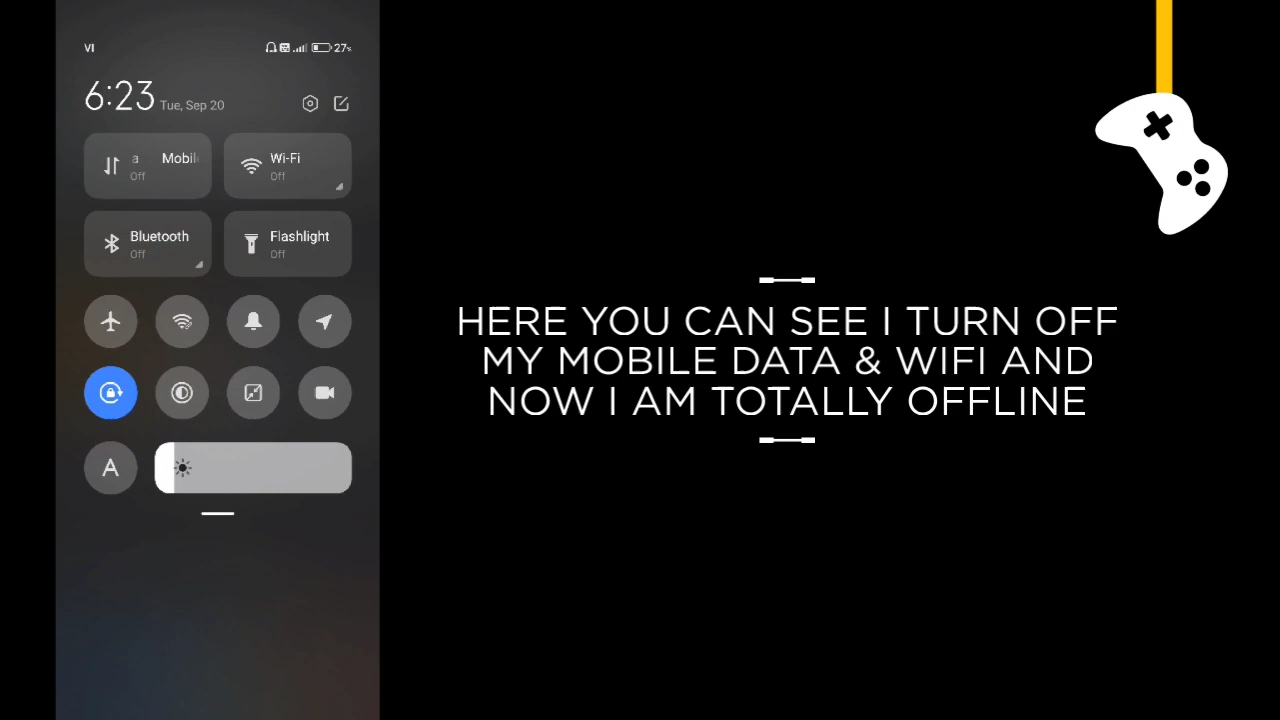 VI
27%
6:23 Tue, Sep 20
a Mobil
Off
Wi-Fi
Off
Bluetooth
Off
Flashlight
Off
A
HERE YOU CAN SEE I TURN OFF
MY MOBILE DATA & WIFI AND
NOW I AM TOTALLY OFFLINE